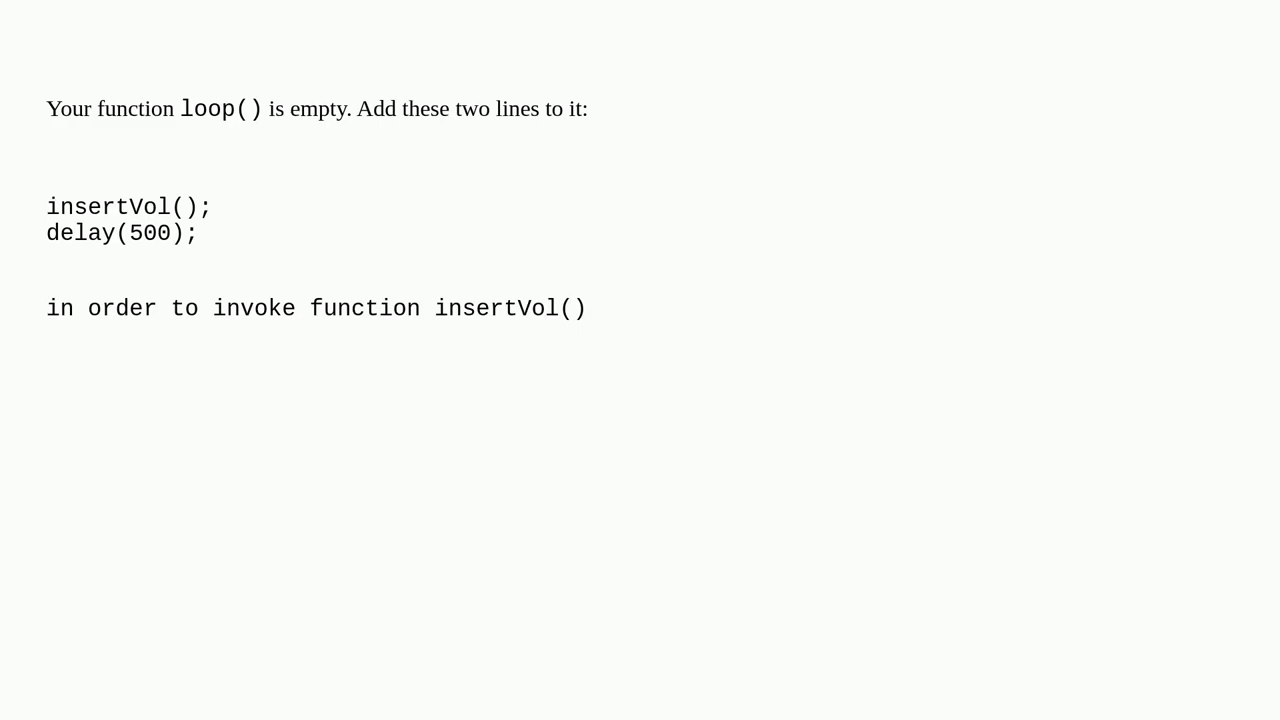 Your function loop() is empty. Add these two lines to it:
insertVol();
delay(500);
in order to invoke function insertVol()